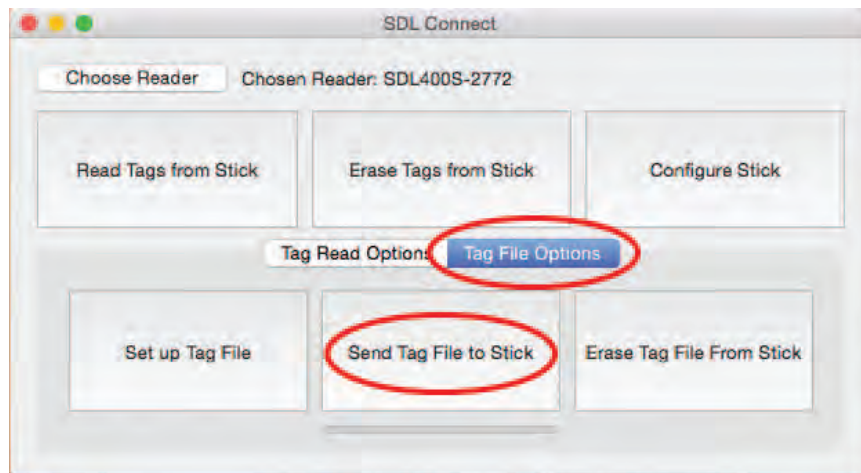 SDL Connect
Choose Reader Chosen Reader: SDL400S-2772
Read Tags from Stick Erase Tags from Stick Configure Stick
Tag Read Options Tag File Options
Set up Tag File Send Tag File to Stick Erase Tag File From Stick